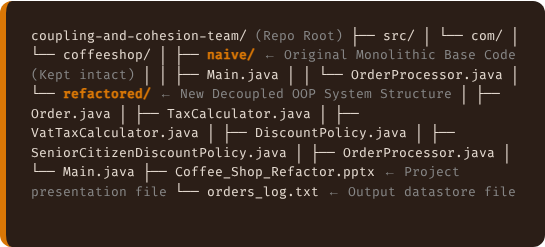 coupling-and-cohesion-team/ (Repo Root) ├── src/ │ └── com/ │
└── coffeeshop/ │ ├── naive/ ← Original Monolithic Base Code
(Kept intact) │ │ ├── Main.java │ │ └── OrderProcessor.java │
└── refactored/ ← New Decoupled OOP System Structure │ ├──
Order.java │ ├── TaxCalculator.java │ ├──
VatTaxCalculator.java │ ├── DiscountPolicy.java │ ├──
SeniorCitizenDiscountPolicy.java │ ├── OrderProcessor.java │
└── Main.java ├── Coffee_Shop_Refactor.pptx ← Project
presentation file └── orders_log.txt ← Output datastore file